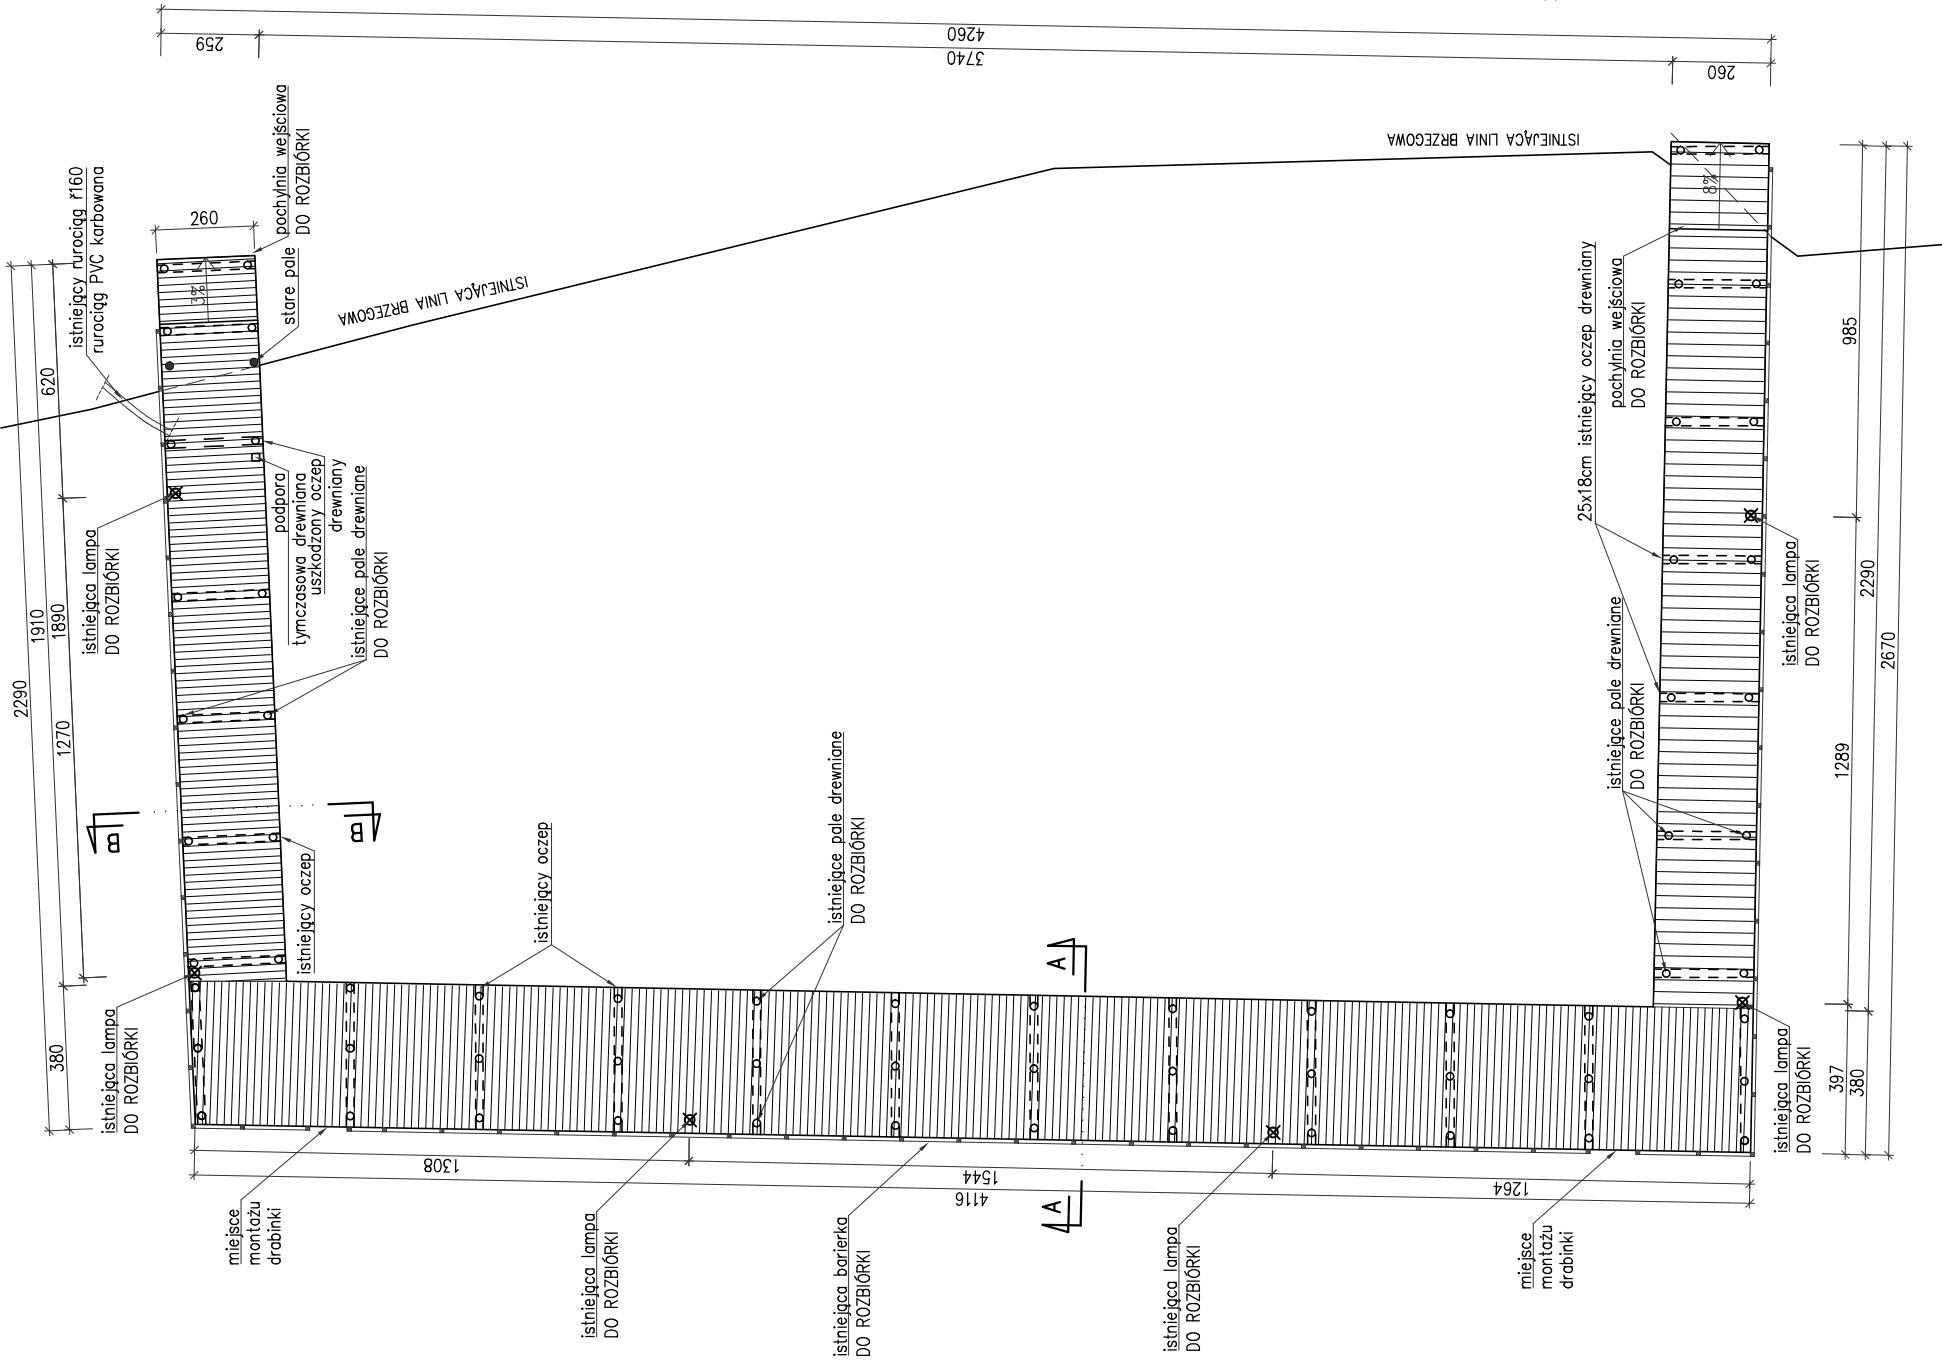 4260
259
3740
260
istniejący rurociąg ř160
rurociąg PVC karbowana
260
pochylnia wejściowa
DO ROZBIÓRKI
stare pale
3%
ISTNIEJĄCA LINIA BRZEGOWA
ISTNIEJĄCA LINIA BRZEGOWA
8%
25x18cm istniejący oczep drewniany
pochylnia wejściowa
DO ROZBIÓRKI
985
620
2290
1910
1890
1270
380
istniejąca lampa
DO ROZBIÓRKI
podpora
tymczasowa drewniana
uszkodzony oczep
drewniany
istniejące pale drewniane
DO ROZBIÓRKI
istniejące pale drewniane
DO ROZBIÓRKI
istniejąca lampa
DO ROZBIÓRKI
2290
2670
1289
B
B
istniejący oczep
istniejący oczep
istniejące pale drewniane
DO ROZBIÓRKI
A
istniejąca lampa
DO ROZBIÓRKI
397
380
istniejąca lampa
DO ROZBIÓRKI
1308
1544
1264
4116
A
miejsce
montażu
drabinki
istniejąca lampa
DO ROZBIÓRKI
istniejąca barierka
DO ROZBIÓRKI
istniejąca lampa
DO ROZBIÓRKI
miejsce
montażu
drabinki